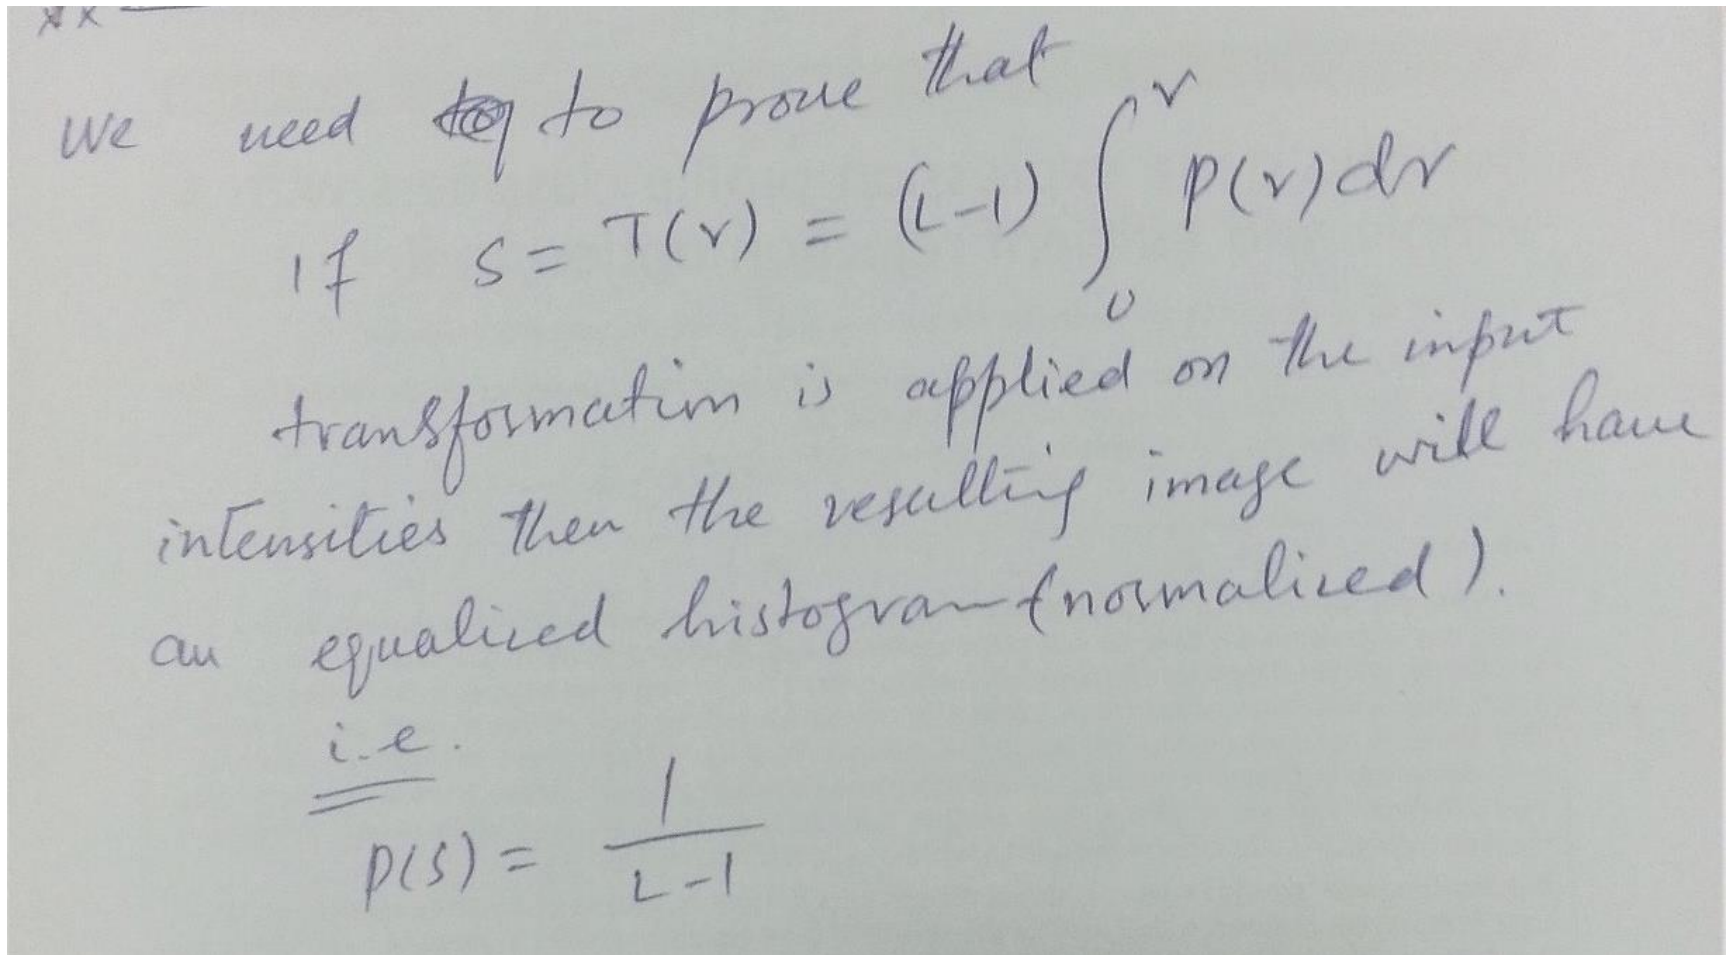 We need to prove that
If S = T(r) = (L-1) ∫₀ʳ P(r) dr
transformation is applied on the input
intensities then the resulting image will have
an equalized histogram (normalized).
i.e.
P(S) = 1/(L-1)